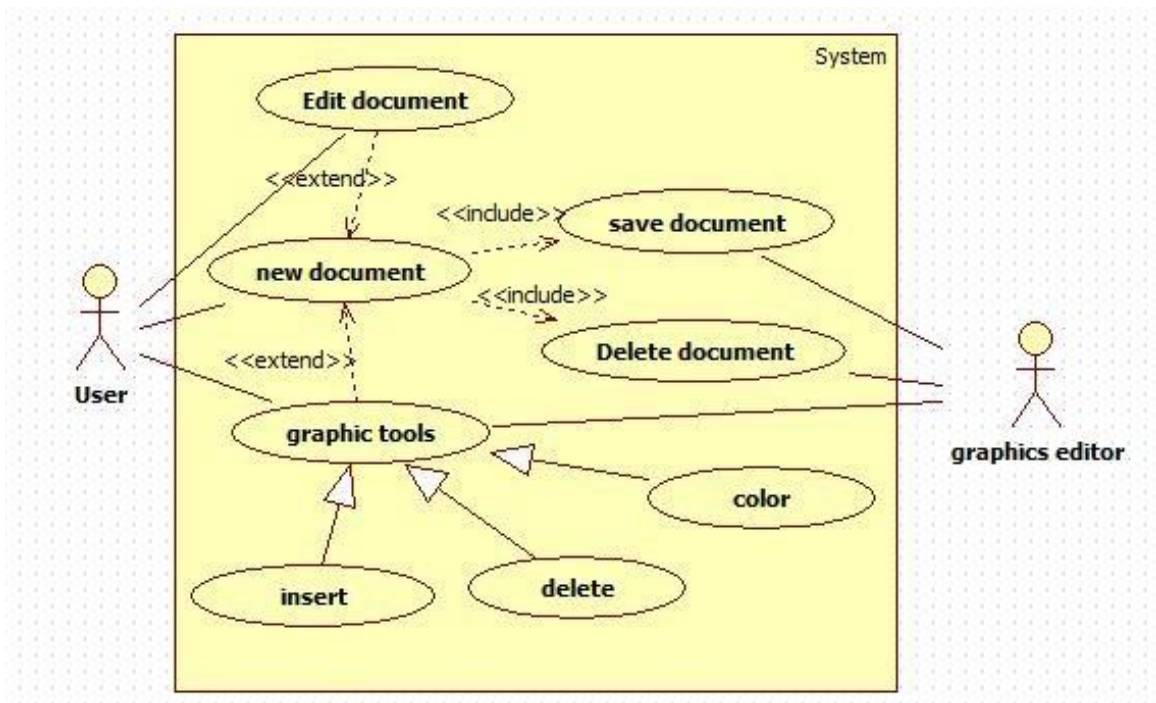 System
Edit document
<<extend>>
<<include>>
save document
new document
<<include>>
Delete document
<<extend>>
User
graphic tools
graphics editor
color
insert
delete